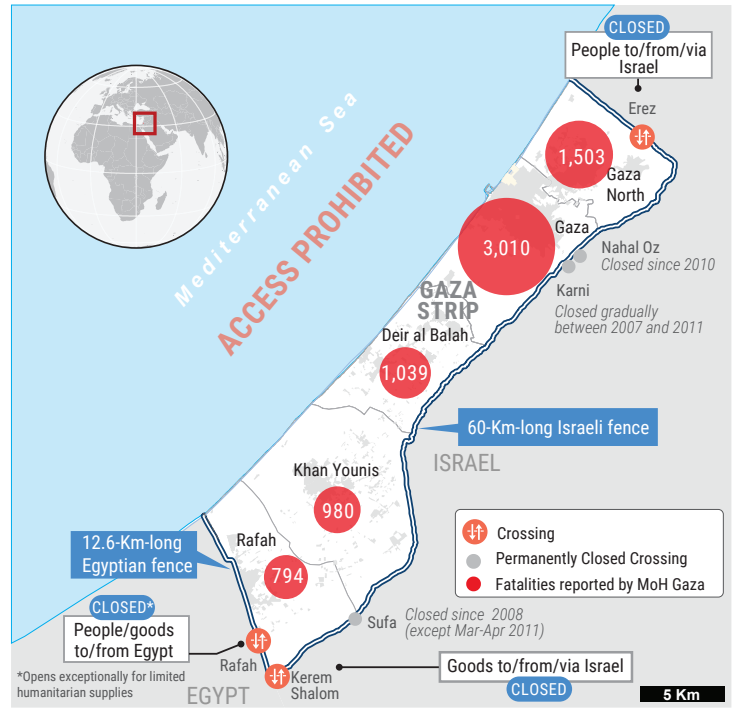 CLOSED
People to/from/via
Israel
Erez
Mediterranean Sea
ACCESS PROHIBITED
1,503
Gaza
North
3,010
Gaza
Nahal Oz
Closed since 2010
Karni
Closed gradually
between 2007 and 2011
GAZA
STRIP
Deir al Balah
1,039
60-Km-long Israeli fence
ISRAEL
Khan Younis
980
12.6-Km-long
Egyptian fence
Rafah
794
Crossing
Permanently Closed Crossing
Fatalities reported by MoH Gaza
CLOSED*
People/goods
to/from Egypt
Sufa
Closed since 2008
(except Mar-Apr 2011)
Rafah
*Opens exceptionally for limited
humanitarian supplies
EGYPT
Kerem
Shalom
Goods to/from/via Israel
CLOSED
5 Km